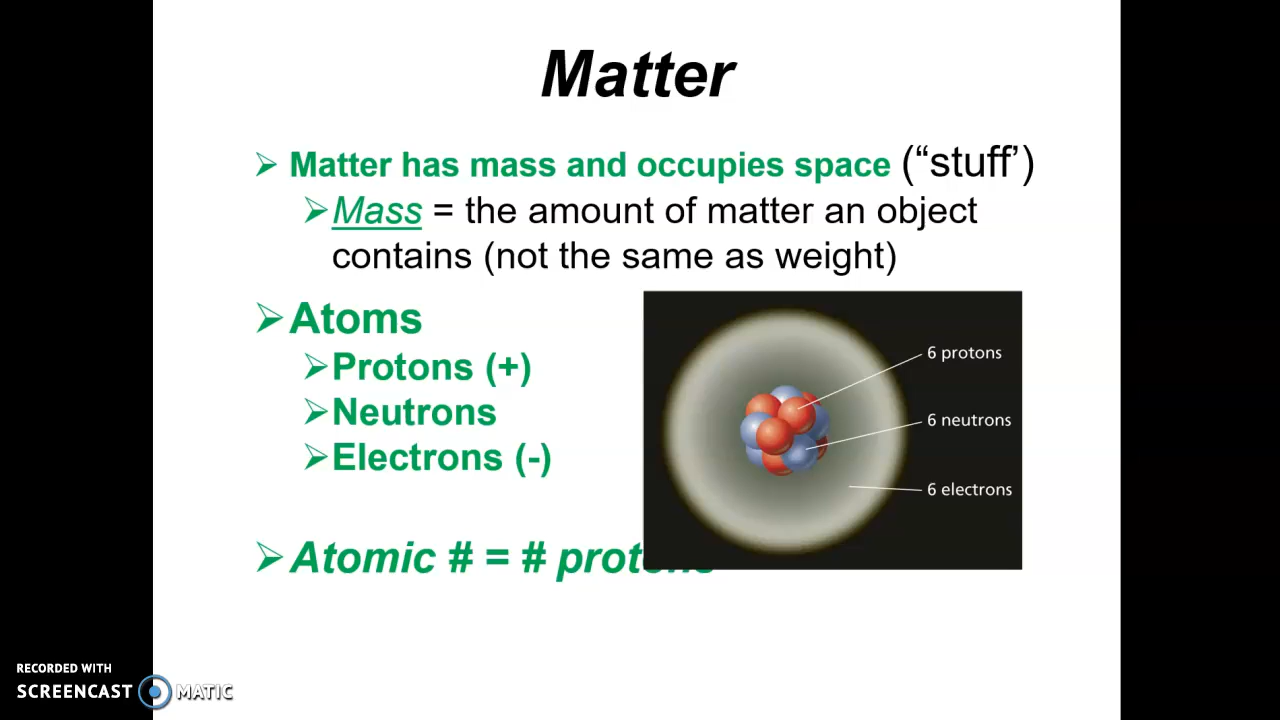 Matter
➢ Matter has mass and occupies space (“stuff’)
➢Mass = the amount of matter an object
contains (not the same as weight)
➢Atoms
➢Protons (+)
➢Neutrons
➢Electrons (-)
6 protons
6 neutrons
6 electrons
➢Atomic # = # protons
RECORDED WITH
SCREENCAST MATIC